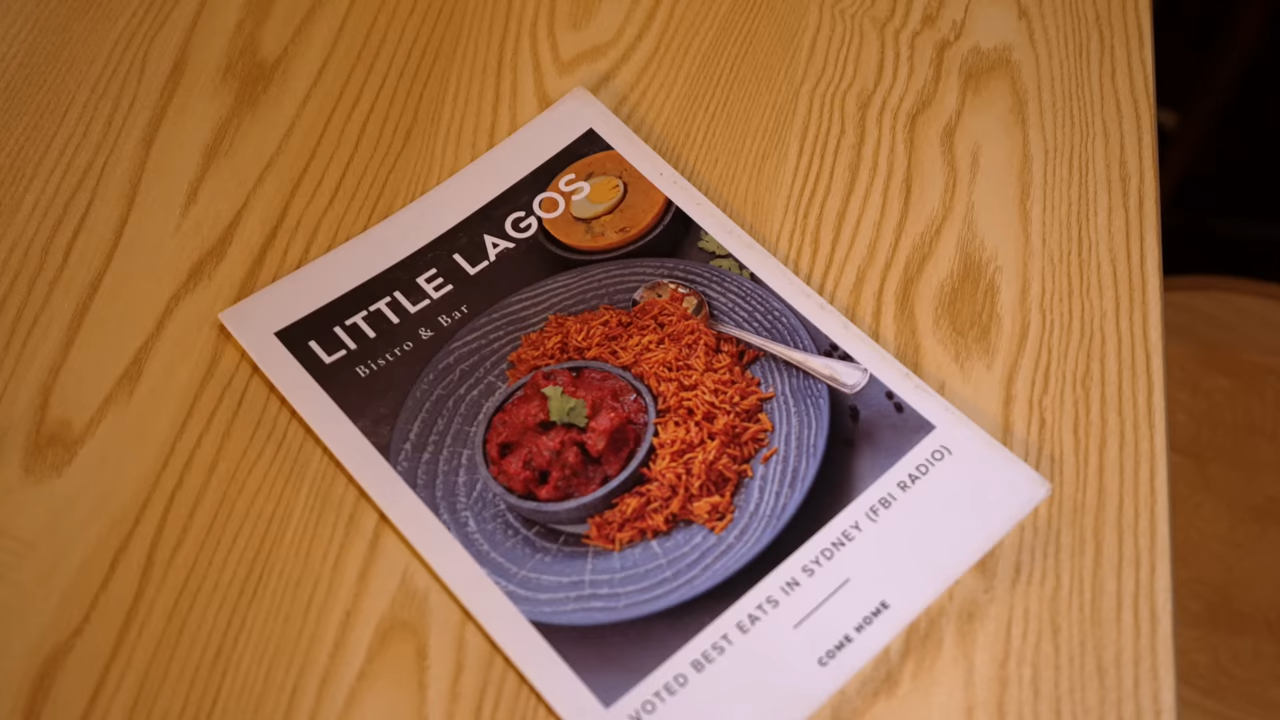 LITTLE LAGOS
Bistro & Bar
VOTED BEST EATS IN SYDNEY (FBI RADIO)
COME HOME